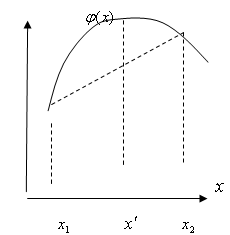 φ(x)
x
x₁ x′ x₂